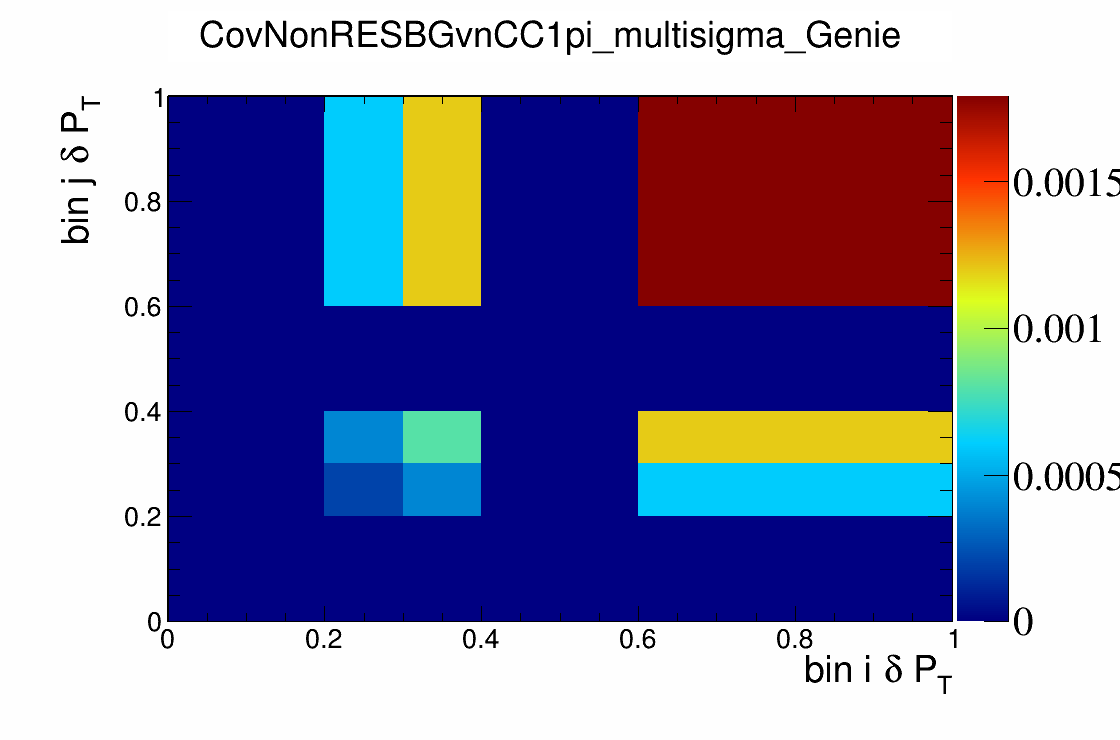 CovNonRESBGvnCC1pi_multisigma_Genie
bin j δ P_T
1
0.8
0.6
0.4
0.2
0
0 0.2 0.4 0.6 0.8 1
bin i δ P_T
0.0015
0.001
0.0005
0